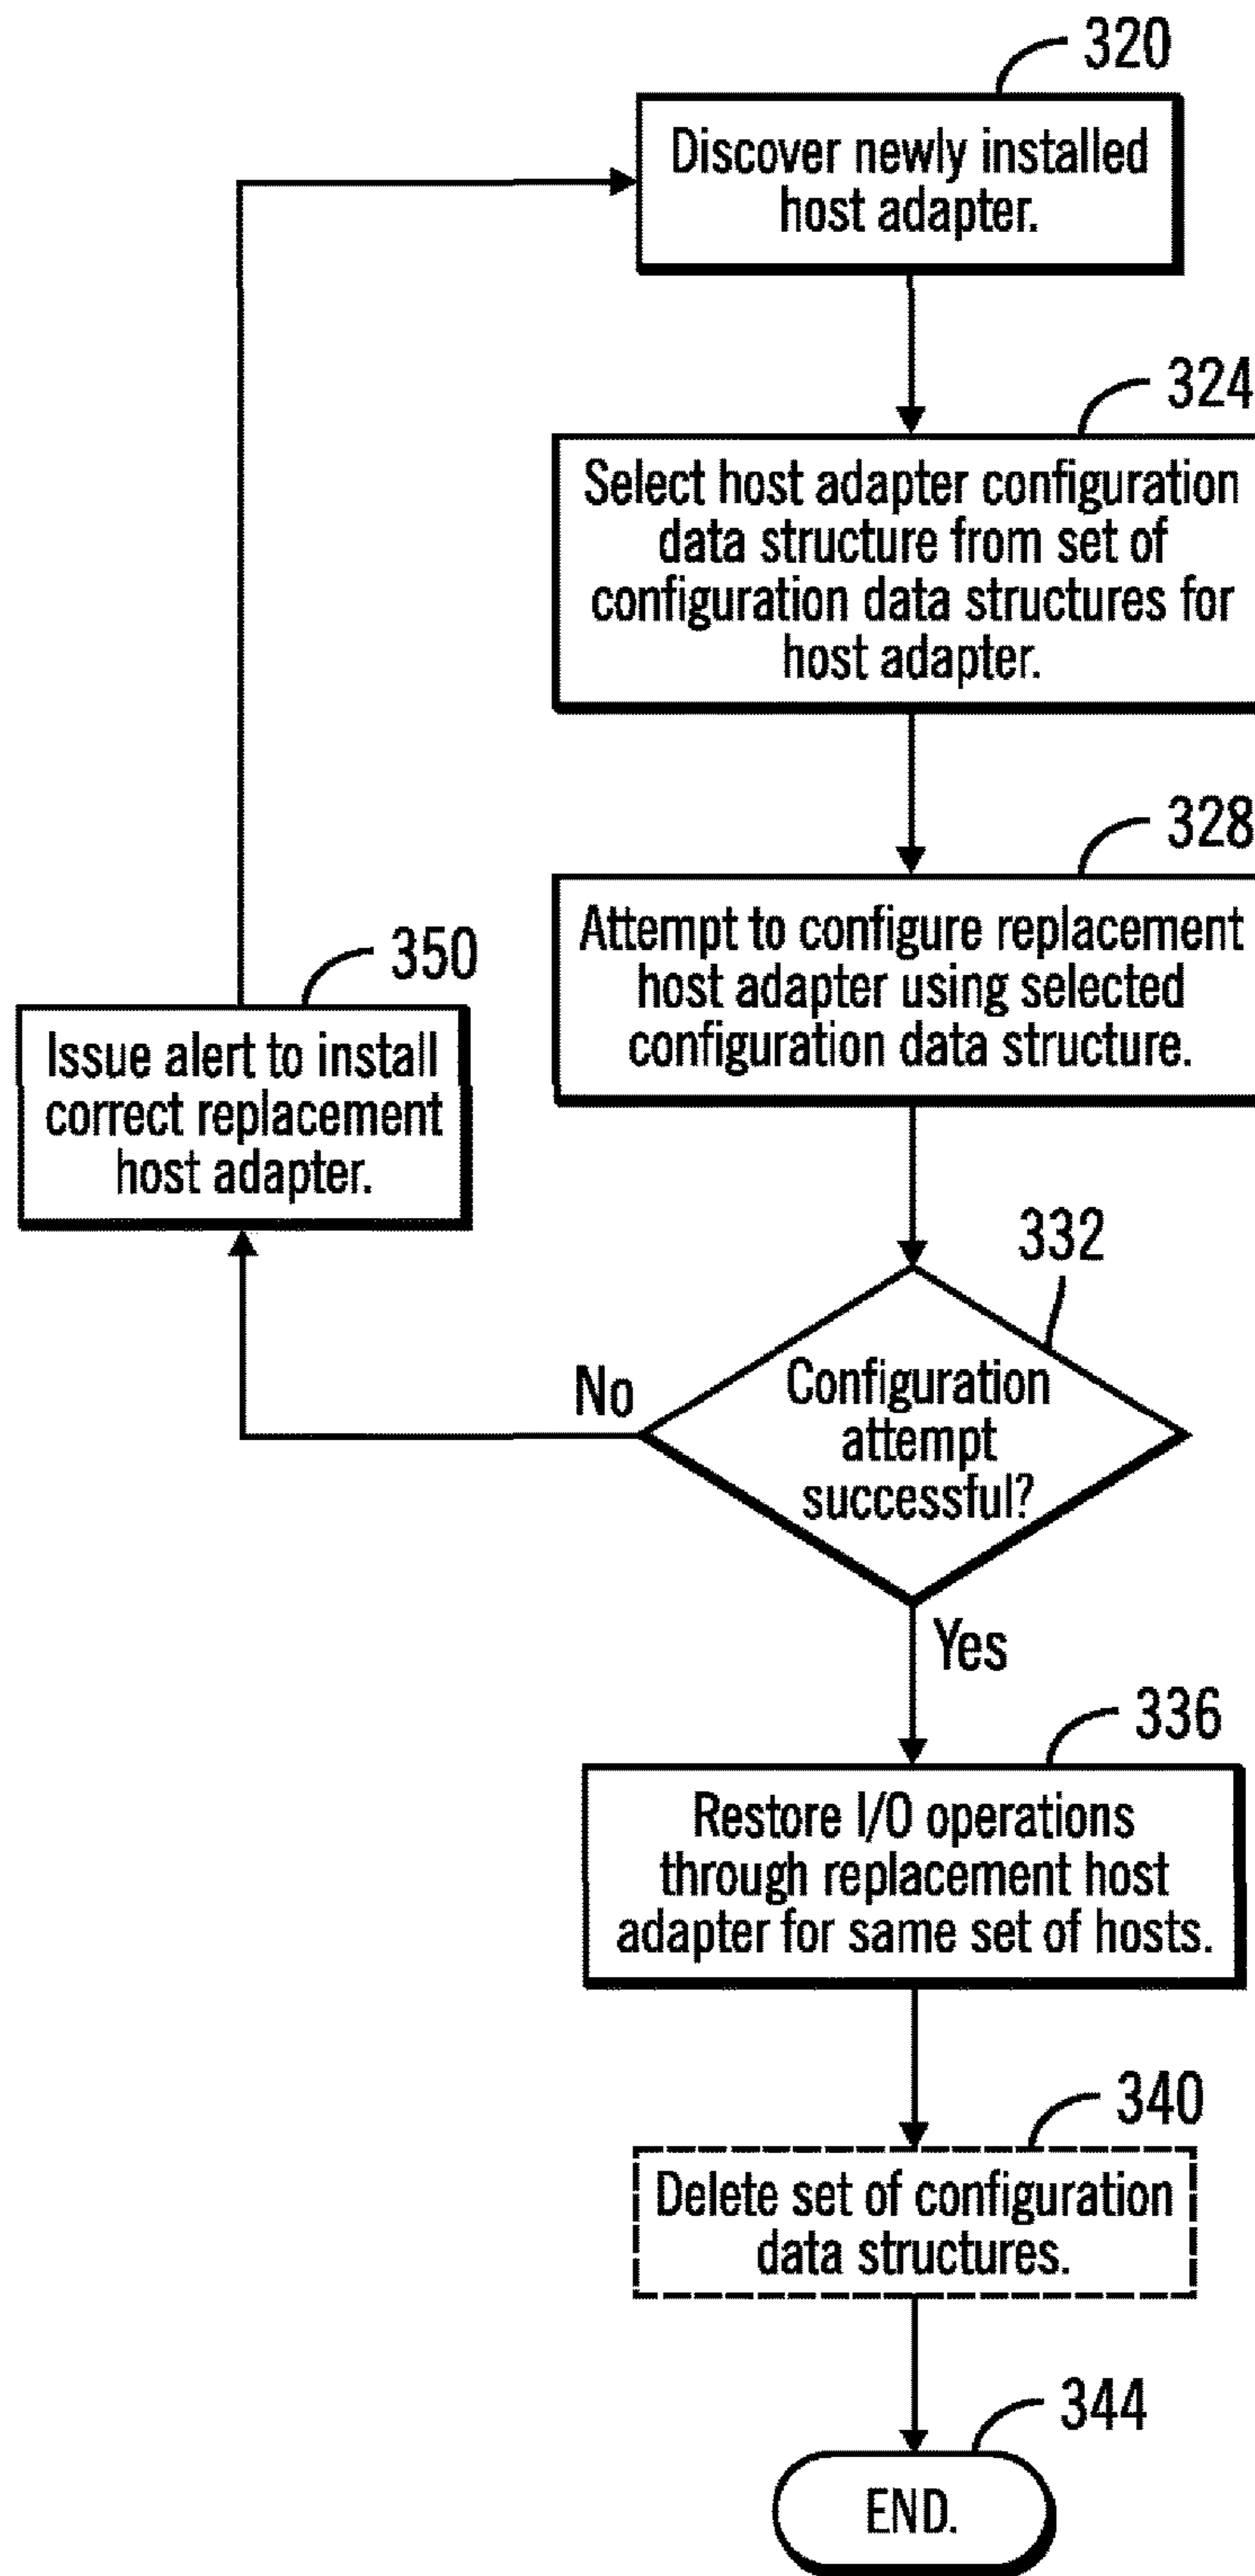 320
Discover newly installed
host adapter.
324
Select host adapter configuration
data structure from set of
configuration data structures for
host adapter.
328
Attempt to configure replacement
host adapter using selected
configuration data structure.
350
Issue alert to install
correct replacement
host adapter.
332
Configuration
attempt
successful?
No
Yes
336
Restore I/O operations
through replacement host
adapter for same set of hosts.
340
Delete set of configuration
data structures.
344
END.